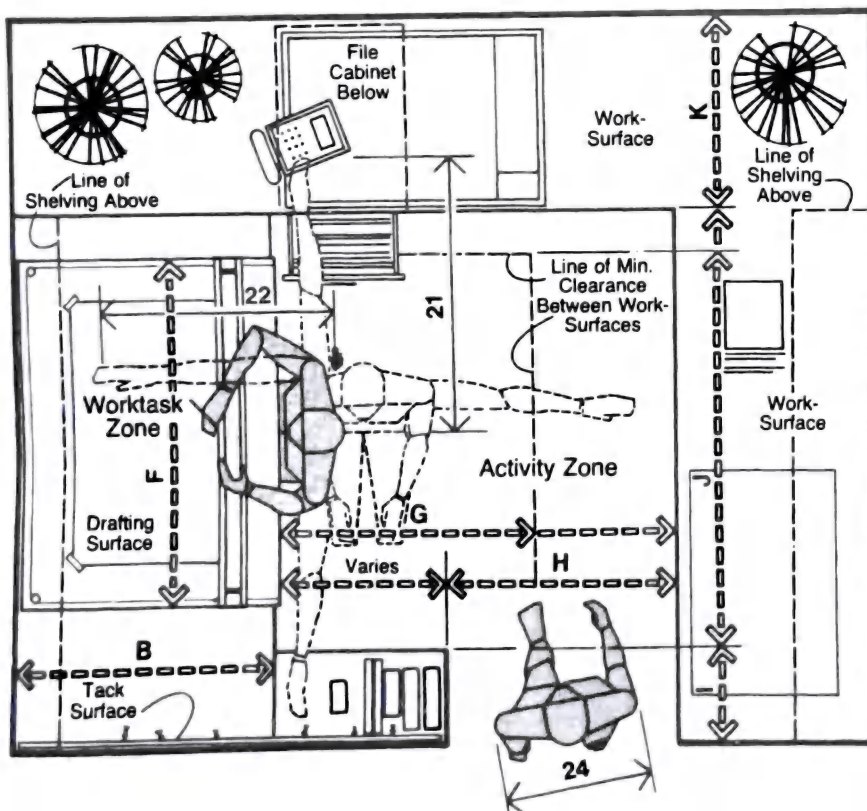 File
Cabinet
Below
K
Work-
Surface
Line of
Shelving Above
Line of
Shelving
Above
Line of Min.
Clearance
Between Work-
Surfaces
22
21
Worktask
Zone
F
Work-
Surface
Activity Zone
J
G
Drafting
Surface
Varies
H
B
I
Tack
Surface
24